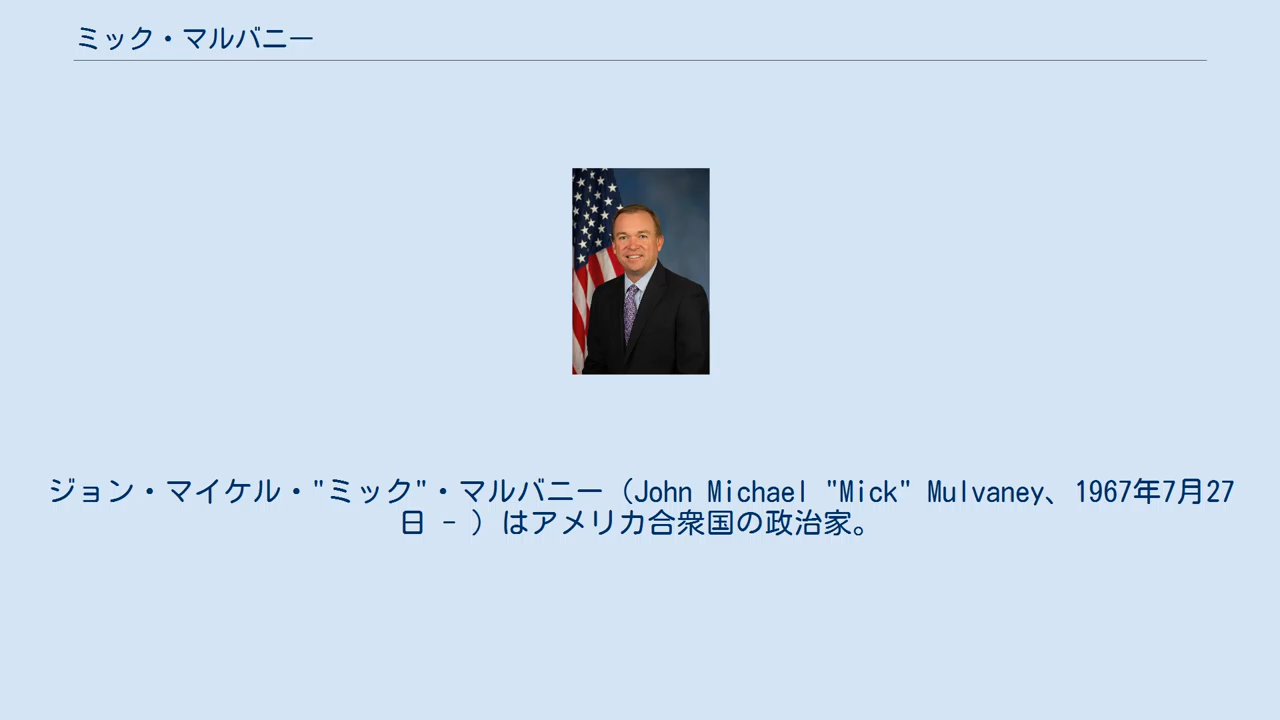 ミック・マルバニー
ジョン・マイケル・"ミック"・マルバニー（John Michael "Mick" Mulvaney、1967年7月27
日 - ）はアメリカ合衆国の政治家。